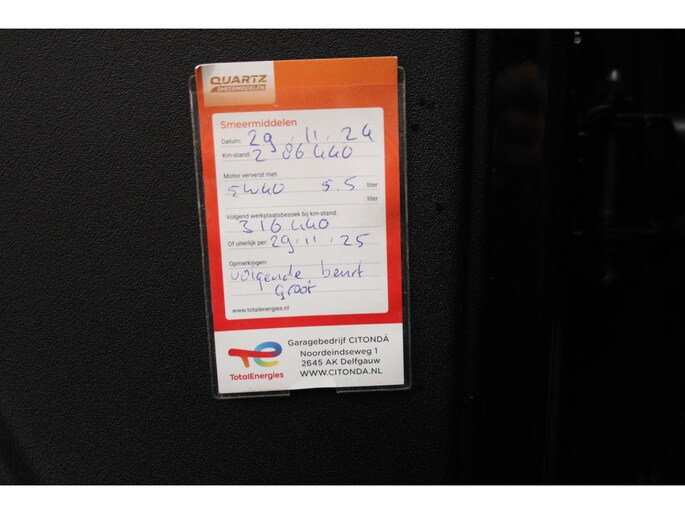 QUARTZ
SMEERMIDDELEN
Smeermiddelen
Datum: 29.11.24
Km-stand: 286440
Motor ververst met:
5W40 5.5 liter
liter
Volgend werkplaatsbezoek bij km-stand:
316440
Of uiterlijk per: 29.11.25
Opmerkingen:
volgende beurt
Groot
www.totalenergies.nl
TotalEnergies
Garagebedrijf CITONDA
Noordeindseweg 1
2645 AK Delfgauw
WWW.CITONDA.NL